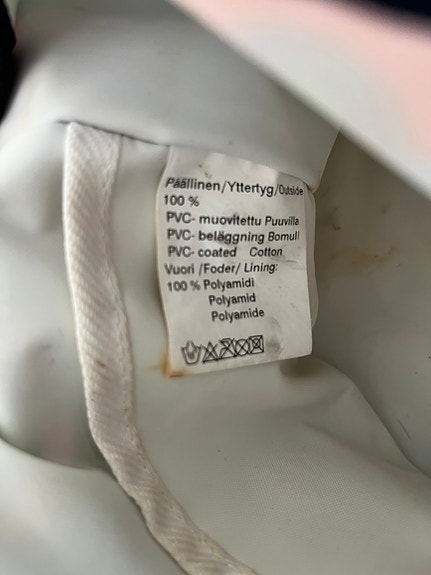 Päällinen/Yttertyg/Outside
100 %
PVC- muovitettu Puuvilla
PVC- beläggning Bomull
PVC- coated Cotton
Vuori /Foder/ Lining:
100 % Polyamidi
Polyamid
Polyamide